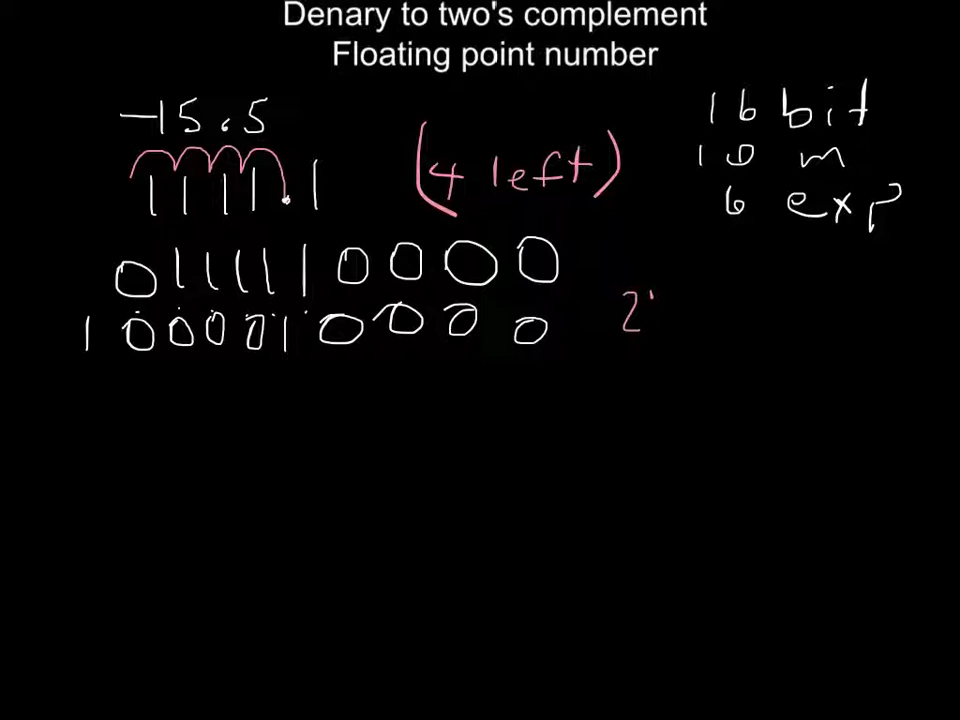 Denary to two's complement
Floating point number
-15.5
1111.1
(4 left)
16 bit
10 m
6 exp
0111110000
1000010000
2'